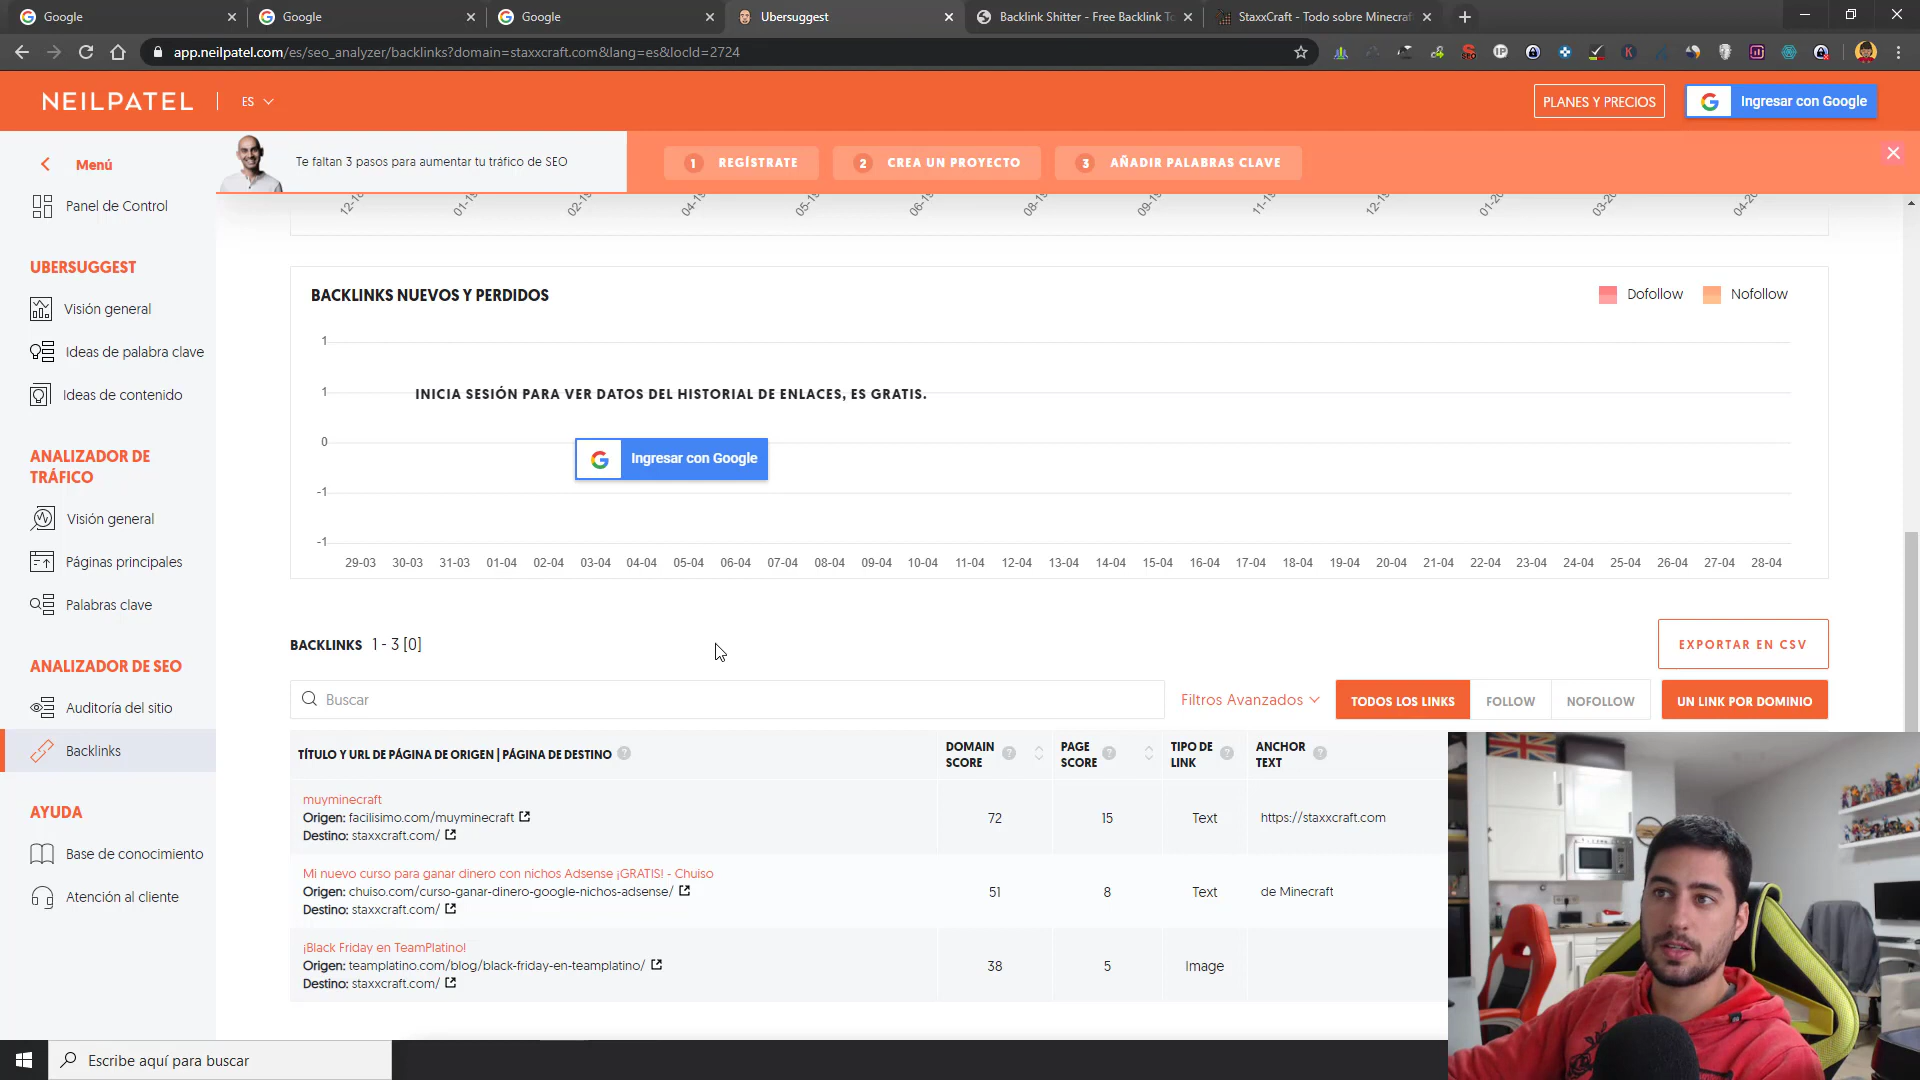 Google
Google
Google
Ubersuggest
Backlink Shitter - Free Backlink To
StaxxCraft - Todo sobre Minecraft
app.neilpatel.com/es/seo_analyzer/backlinks?domain=staxxcraft.com&lang=es&locId=2724
NEILPATEL
ES
PLANES Y PRECIOS
Ingresar con Google
Menú
Te faltan 3 pasos para aumentar tu tráfico de SEO
1 REGÍSTRATE
2 CREA UN PROYECTO
3 AÑADIR PALABRAS CLAVE
Panel de Control
UBERSUGGEST
Visión general
Ideas de palabra clave
Ideas de contenido
ANALIZADOR DE
TRÁFICO
Visión general
Páginas principales
Palabras clave
ANALIZADOR DE SEO
Auditoría del sitio
Backlinks
AYUDA
Base de conocimiento
Atención al cliente
BACKLINKS NUEVOS Y PERDIDOS
Dofollow
Nofollow
1
1
0
-1
-1
INICIA SESIÓN PARA VER DATOS DEL HISTORIAL DE ENLACES, ES GRATIS.
Ingresar con Google
29-03 30-03 31-03 01-04 02-04 03-04 04-04 05-04 06-04 07-04 08-04 09-04 10-04 11-04 12-04 13-04 14-04 15-04 16-04 17-04 18-04 19-04 20-04 21-04 22-04 23-04 24-04 25-04 26-04 27-04 28-04
BACKLINKS 1 - 3 [0]
EXPORTAR EN CSV
Buscar
Filtros Avanzados
TODOS LOS LINKS
FOLLOW
NOFOLLOW
UN LINK POR DOMINIO
TÍTULO Y URL DE PÁGINA DE ORIGEN | PÁGINA DE DESTINO
DOMAIN
SCORE
PAGE
SCORE
TIPO DE
LINK
ANCHOR
TEXT
muyminecraft
Origen: facilisimo.com/muyminecraft
Destino: staxxcraft.com/
72
15
Text
https://staxxcraft.com
Mi nuevo curso para ganar dinero con nichos Adsense ¡GRATIS! - Chuiso
Origen: chuiso.com/curso-ganar-dinero-google-nichos-adsense/
Destino: staxxcraft.com/
51
8
Text
de Minecraft
¡Black Friday en TeamPlatino!
Origen: teamplatino.com/blog/black-friday-en-teamplatino/
Destino: staxxcraft.com/
38
5
Image
Escribe aquí para buscar